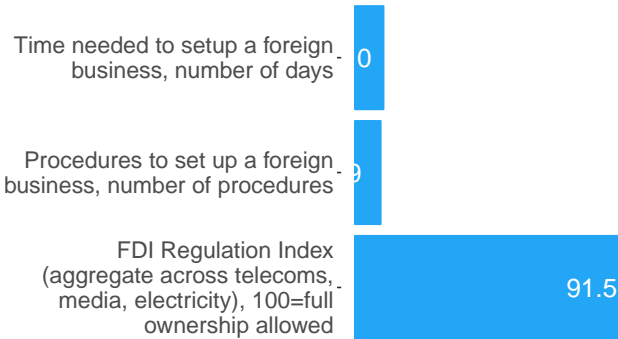 Time needed to setup a foreign
business, number of days
0
Procedures to set up a foreign
business, number of procedures
9
FDI Regulation Index
(aggregate across telecoms,
media, electricity), 100=full
ownership allowed
91.5